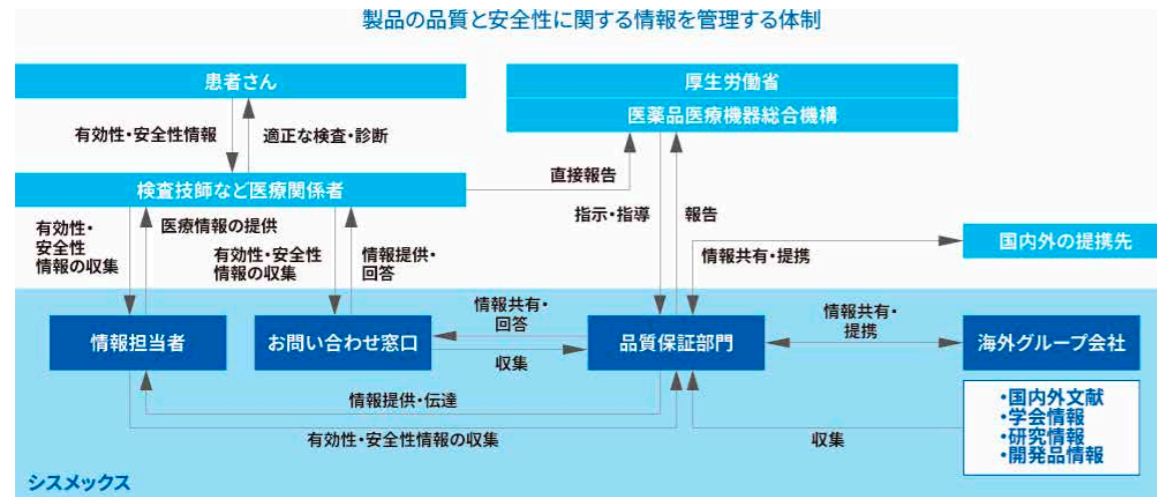 製品の品質と安全性に関する情報を管理する体制
患者さん
厚生労働省
医薬品医療機器総合機構
有効性・安全性情報
適正な検査・診断
検査技師など医療関係者
直接報告
有効性・
安全性
情報の収集
医療情報の提供
有効性・安全性
情報の収集
情報提供・
回答
指示・指導
報告
情報共有・提携
国内外の提携先
情報担当者
お問い合わせ窓口
情報共有・
回答
収集
品質保証部門
情報共有・
提携
海外グループ会社
情報提供・伝達
有効性・安全性情報の収集
収集
・国内外文献
・学会情報
・研究情報
・開発品情報
シスメックス